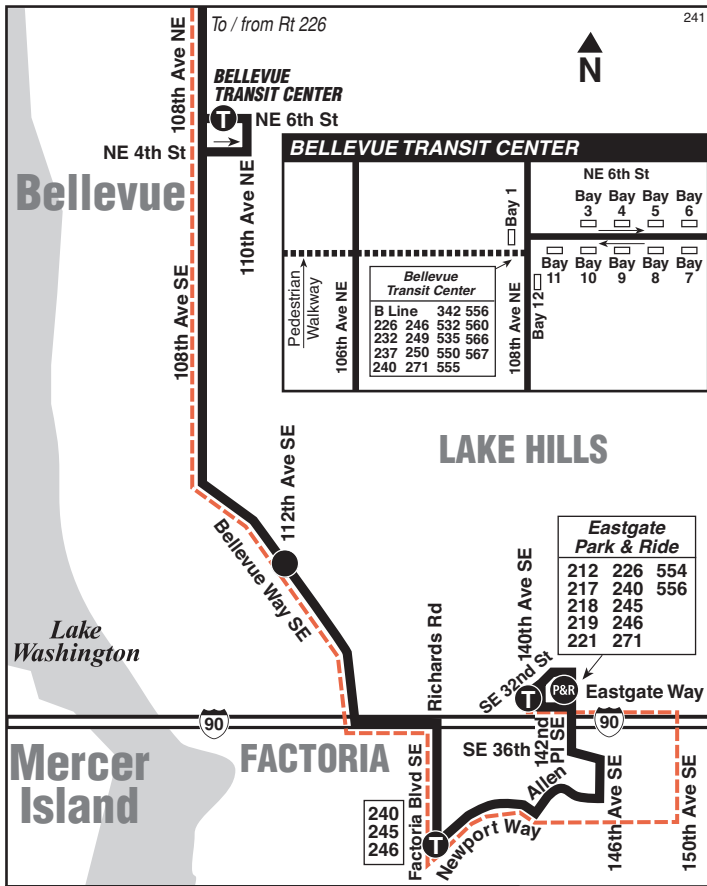 To / from Rt 226
241
N
108th Ave NE
BELLEVUE
TRANSIT CENTER
T
NE 6th St
NE 4th St
110th Ave NE
Bellevue
108th Ave SE
BELLEVUE TRANSIT CENTER
NE 6th St
Bay
3
Bay
4
Bay
5
Bay
6
Bay 1
Bay
11
Bay
10
Bay
9
Bay
8
Bay
7
Bay 12
Pedestrian
Walkway
106th Ave NE
Bellevue
Transit Center
B Line 342 556
226 246 532 560
232 249 535 566
237 250 550 567
240 271 555
108th Ave NE
LAKE HILLS
112th Ave SE
Bellevue Way SE
Eastgate
Park & Ride
212 226 554
217 240 556
218 245
219 246
221 271
Lake
Washington
Richards Rd
140th Ave SE
SE 32nd St
T
P&R
Eastgate Way
90
90
Mercer
Island
FACTORIA
SE 36th
142nd
Pl SE
Allen
240
245
246
Factoria Blvd SE
T
Newport Way
146th Ave SE
150th Ave SE